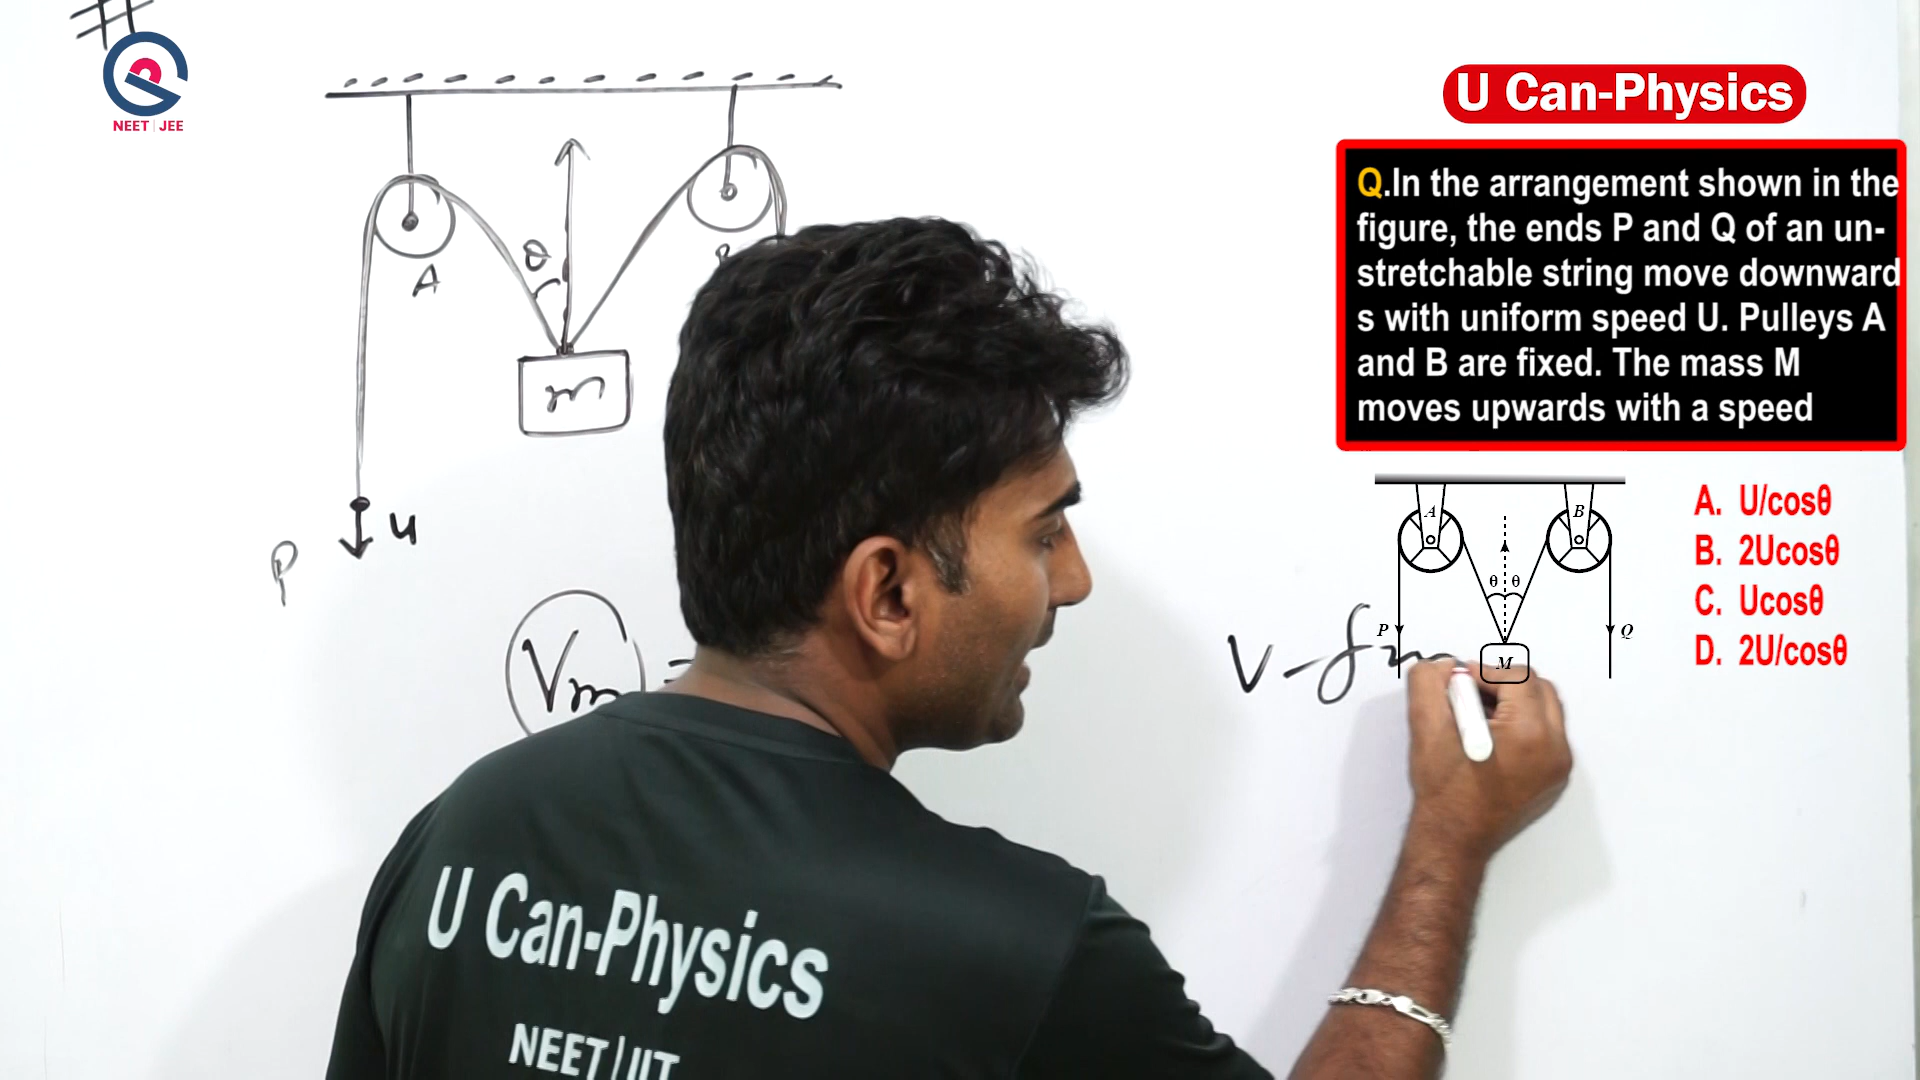 #
NEET | JEE
U Can-Physics
Q.In the arrangement shown in the
figure, the ends P and Q of an un-
stretchable string move downward
s with uniform speed U. Pulleys A
and B are fixed. The mass M
moves upwards with a speed
A
B
θ θ
P
Q
M
A. U/cosθ
B. 2Ucosθ
C. Ucosθ
D. 2U/cosθ
θ
A
m
u
P
Vm =
U Can-Physics
NEET | IIT